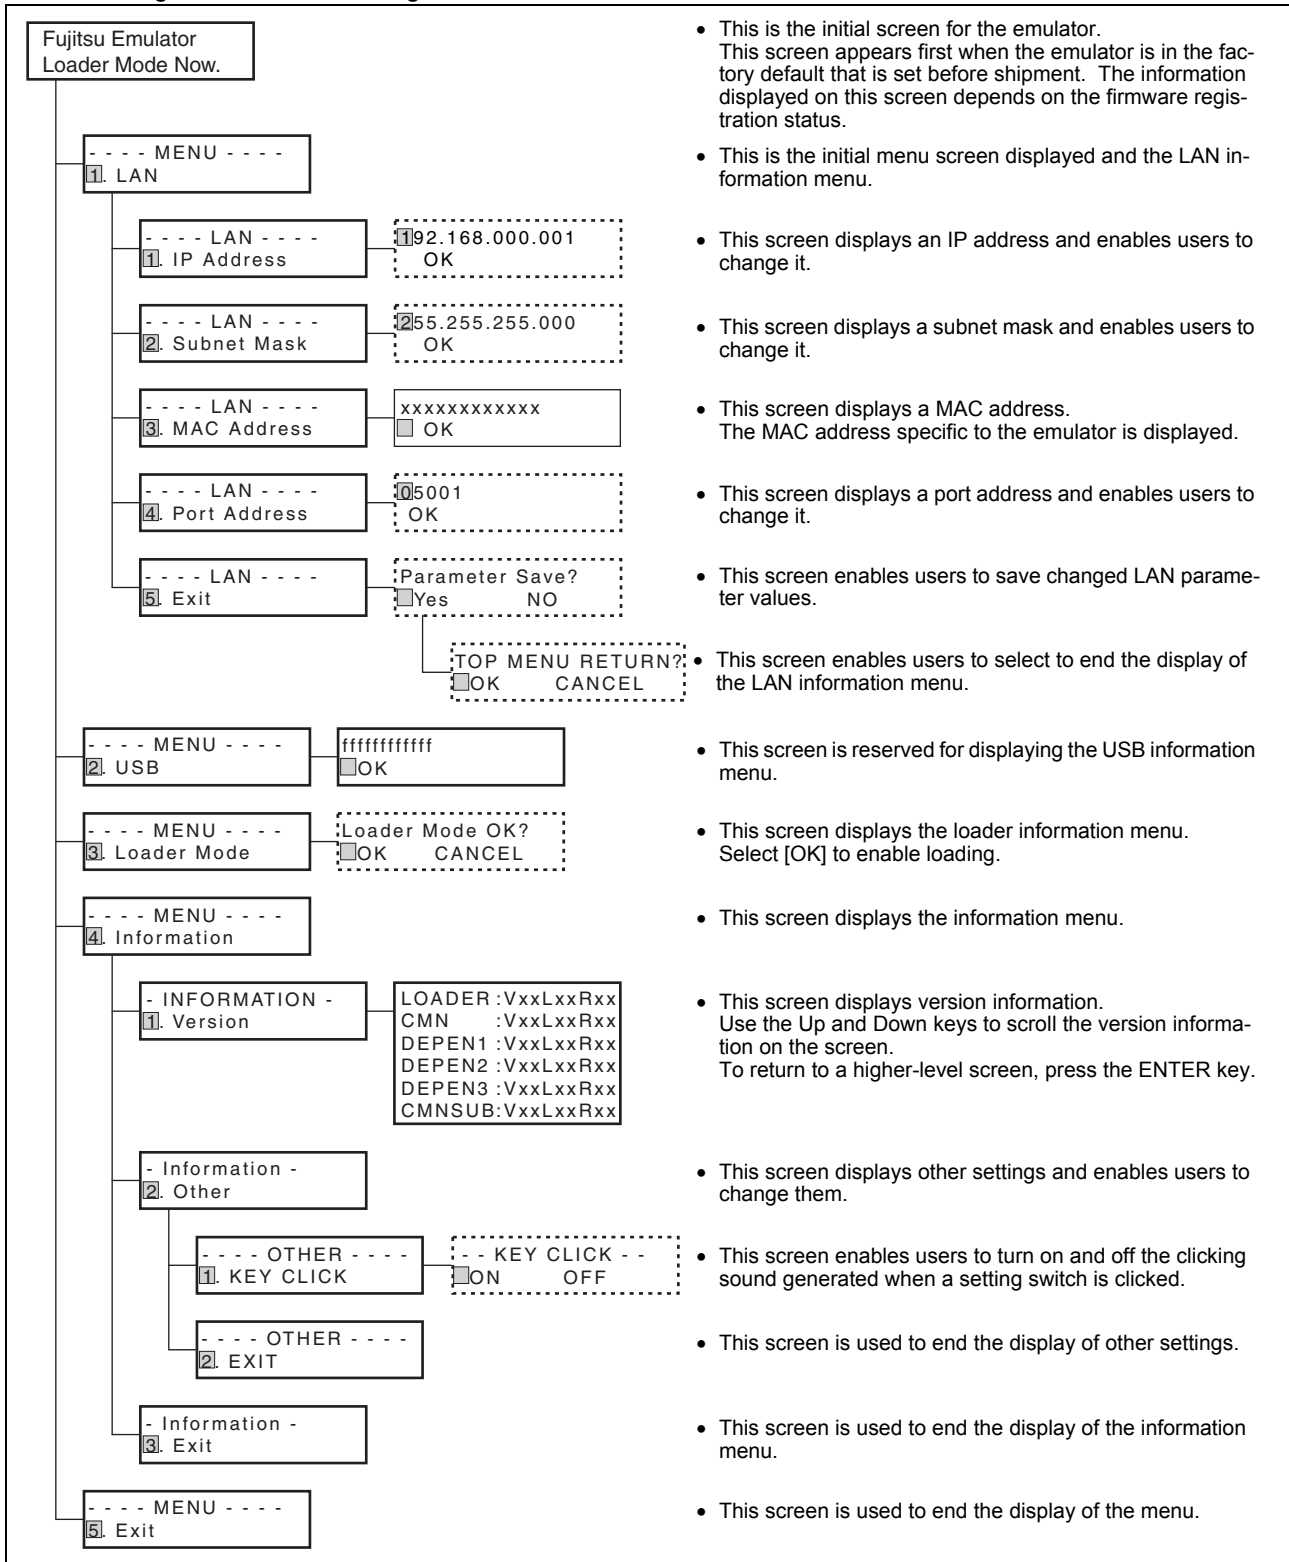 Fujitsu Emulator
Loader Mode Now.
• This is the initial screen for the emulator.
This screen appears first when the emulator is in the fac-
tory default that is set before shipment. The information
displayed on this screen depends on the firmware regis-
tration status.
- - - - MENU - - - -
1. LAN
• This is the initial menu screen displayed and the LAN in-
formation menu.
- - - - LAN - - - -
1. IP Address
192.168.000.001
OK
• This screen displays an IP address and enables users to
change it.
- - - - LAN - - - -
2. Subnet Mask
255.255.255.000
OK
• This screen displays a subnet mask and enables users to
change it.
- - - - LAN - - - -
3. MAC Address
xxxxxxxxxxxx
OK
• This screen displays a MAC address.
The MAC address specific to the emulator is displayed.
- - - - LAN - - - -
4. Port Address
05001
OK
• This screen displays a port address and enables users to
change it.
- - - - LAN - - - -
5. Exit
Parameter Save?
Yes NO
• This screen enables users to save changed LAN parame-
ter values.
TOP MENU RETURN?
OK CANCEL
• This screen enables users to select to end the display of
the LAN information menu.
- - - - MENU - - - -
2. USB
ffffffffffff
OK
• This screen is reserved for displaying the USB information
menu.
- - - - MENU - - - -
3. Loader Mode
Loader Mode OK?
OK CANCEL
• This screen displays the loader information menu.
Select [OK] to enable loading.
- - - - MENU - - - -
4. Information
• This screen displays the information menu.
- INFORMATION -
1. Version
LOADER :VxxLxxRxx
CMN :VxxLxxRxx
DEPEN1 :VxxLxxRxx
DEPEN2 :VxxLxxRxx
DEPEN3 :VxxLxxRxx
CMNSUB:VxxLxxRxx
• This screen displays version information.
Use the Up and Down keys to scroll the version informa-
tion on the screen.
To return to a higher-level screen, press the ENTER key.
- Information -
2. Other
• This screen displays other settings and enables users to
change them.
- - - - OTHER - - - -
1. KEY CLICK
- - KEY CLICK - -
ON OFF
• This screen enables users to turn on and off the clicking
sound generated when a setting switch is clicked.
- - - - OTHER - - - -
2. EXIT
• This screen is used to end the display of other settings.
- Information -
3. Exit
• This screen is used to end the display of the information
menu.
- - - - MENU - - - -
5. Exit
• This screen is used to end the display of the menu.